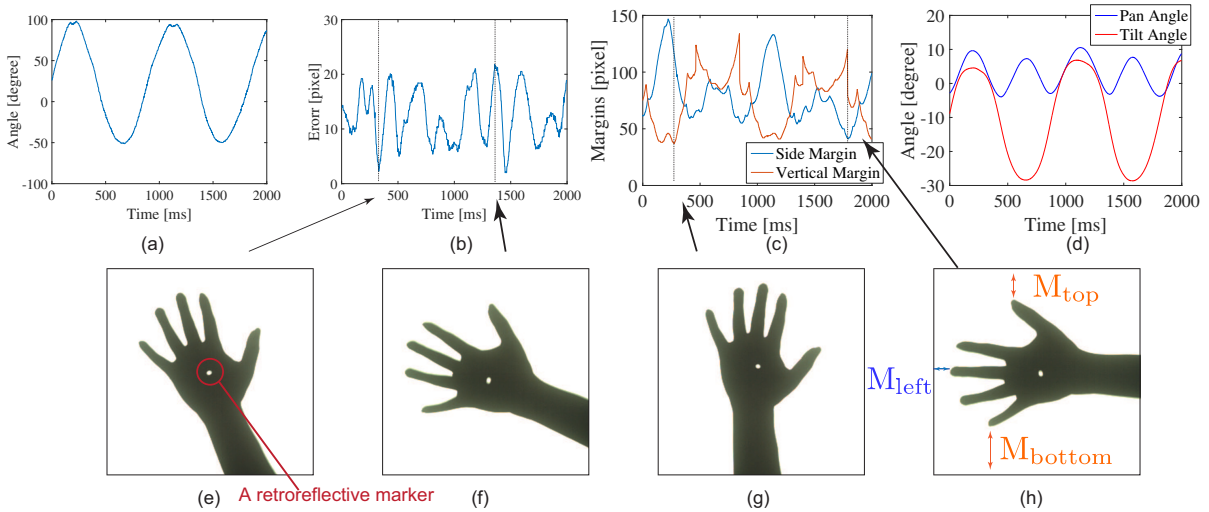 100
50
0
-50
-100
Angle [degree]
0 500 1000 1500 2000
Time [ms]
(a)
30
20
10
0
Erorr [pixel]
0 500 1000 1500 2000
Time [ms]
(b)
150
100
50
0
Margins [pixel]
Side Margin
Vertical Margin
0 500 1000 1500 2000
Time [ms]
(c)
20
10
0
-10
-20
-30
Angle [degree]
Pan Angle
Tilt Angle
0 500 1000 1500 2000
Time [ms]
(d)
A retroreflective marker
(e)
(f)
(g)
M_top
M_left
M_bottom
(h)